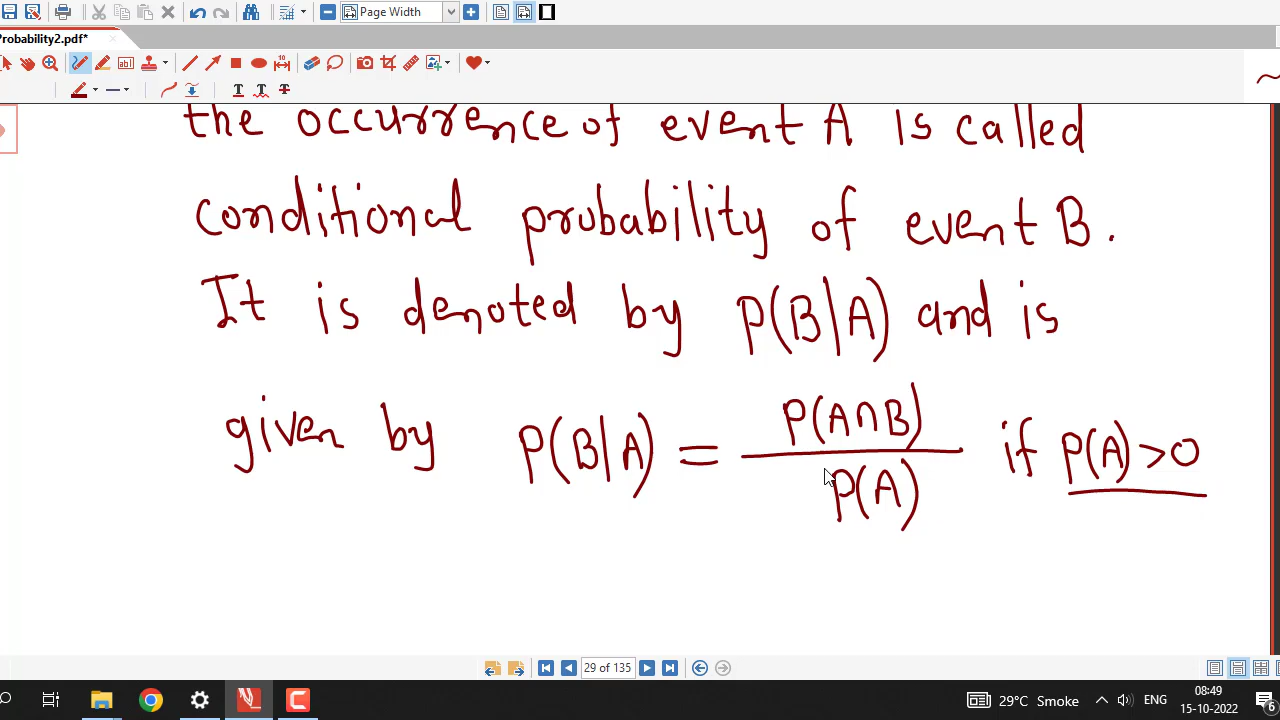 Page Width
Probability2.pdf*
the occurrence of event A is called
conditional probability of event B.
It is denoted by P(B|A) and is
given by P(B|A) = P(A∩B) / P(A) if P(A)>0
29 of 135
29°C Smoke
ENG
08:49
15-10-2022
6